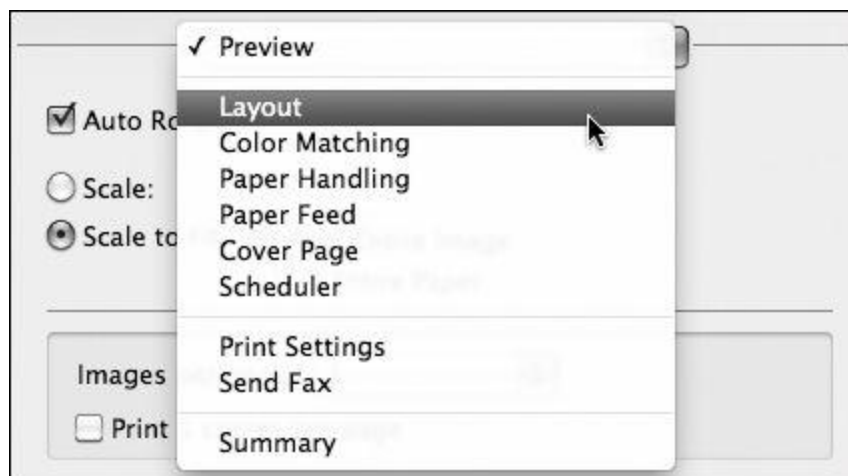 ✓ Preview
Layout
Auto Ro
Color Matching
Paper Handling
Scale:
Paper Feed
Scale to
Cover Page
Scheduler
Print Settings
Images
Send Fax
Print
Summary